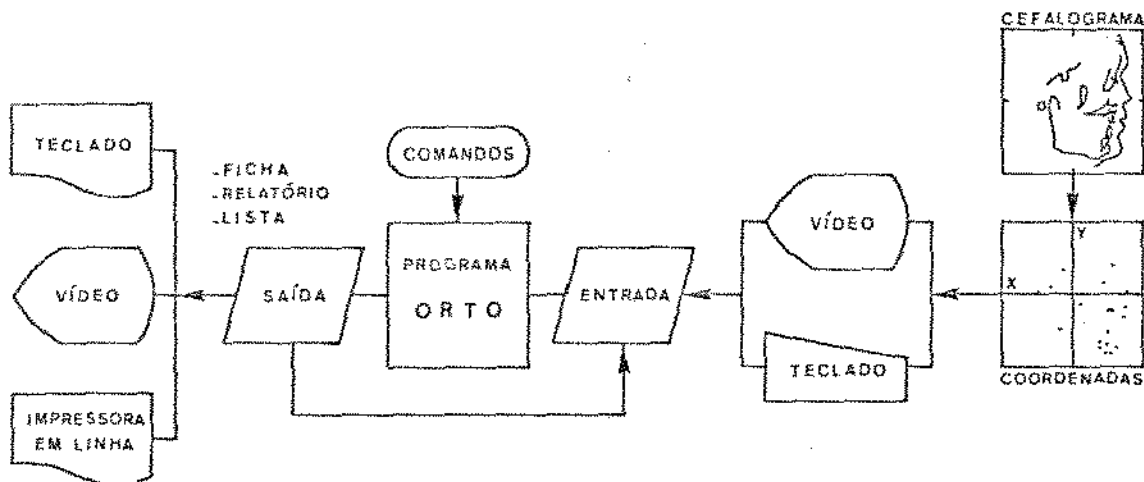 CEFALOGRAMA
TECLADO
-FICHA
-RELATÓRIO
-LISTA
COMANDOS
VÍDEO
Y
X
COORDENADAS
PROGRAMA
ORTO
ENTRADA
SAÍDA
VÍDEO
TECLADO
IMPRESSORA
EM LINHA